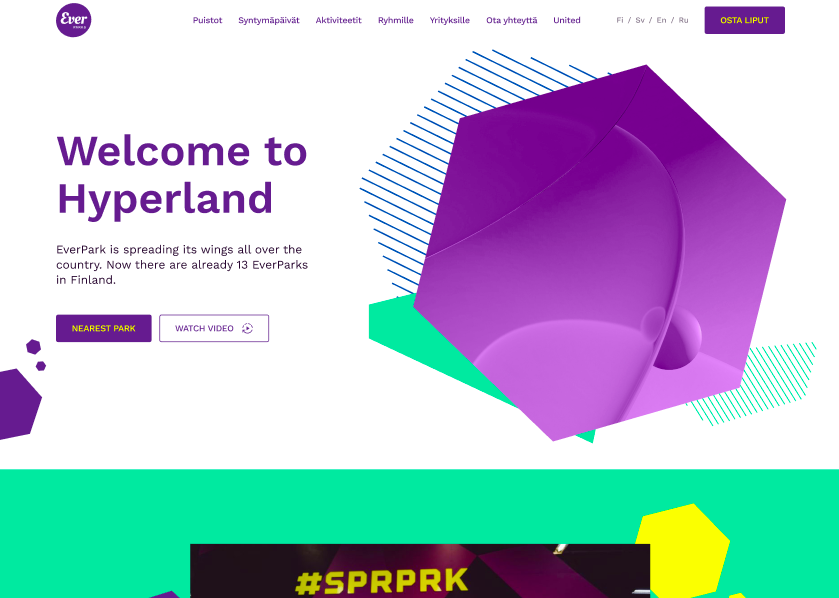 Ever
Puistot Syntymäpäivät Aktiviteetit Ryhmille Yrityksille Ota yhteyttä United Fi / Sv / En / Ru OSTA LIPUT
Welcome to
Hyperland
EverPark is spreading its wings all over the
country. Now there are already 13 EverParks
in Finland.
NEAREST PARK WATCH VIDEO
#SPRPRK